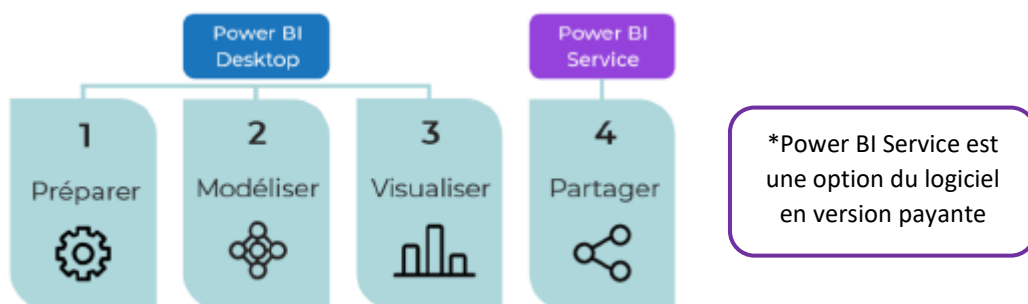 Power BI
Desktop
Power BI
Service
1
2
3
4
Préparer
Modéliser
Visualiser
Partager
*Power BI Service est
une option du logiciel
en version payante